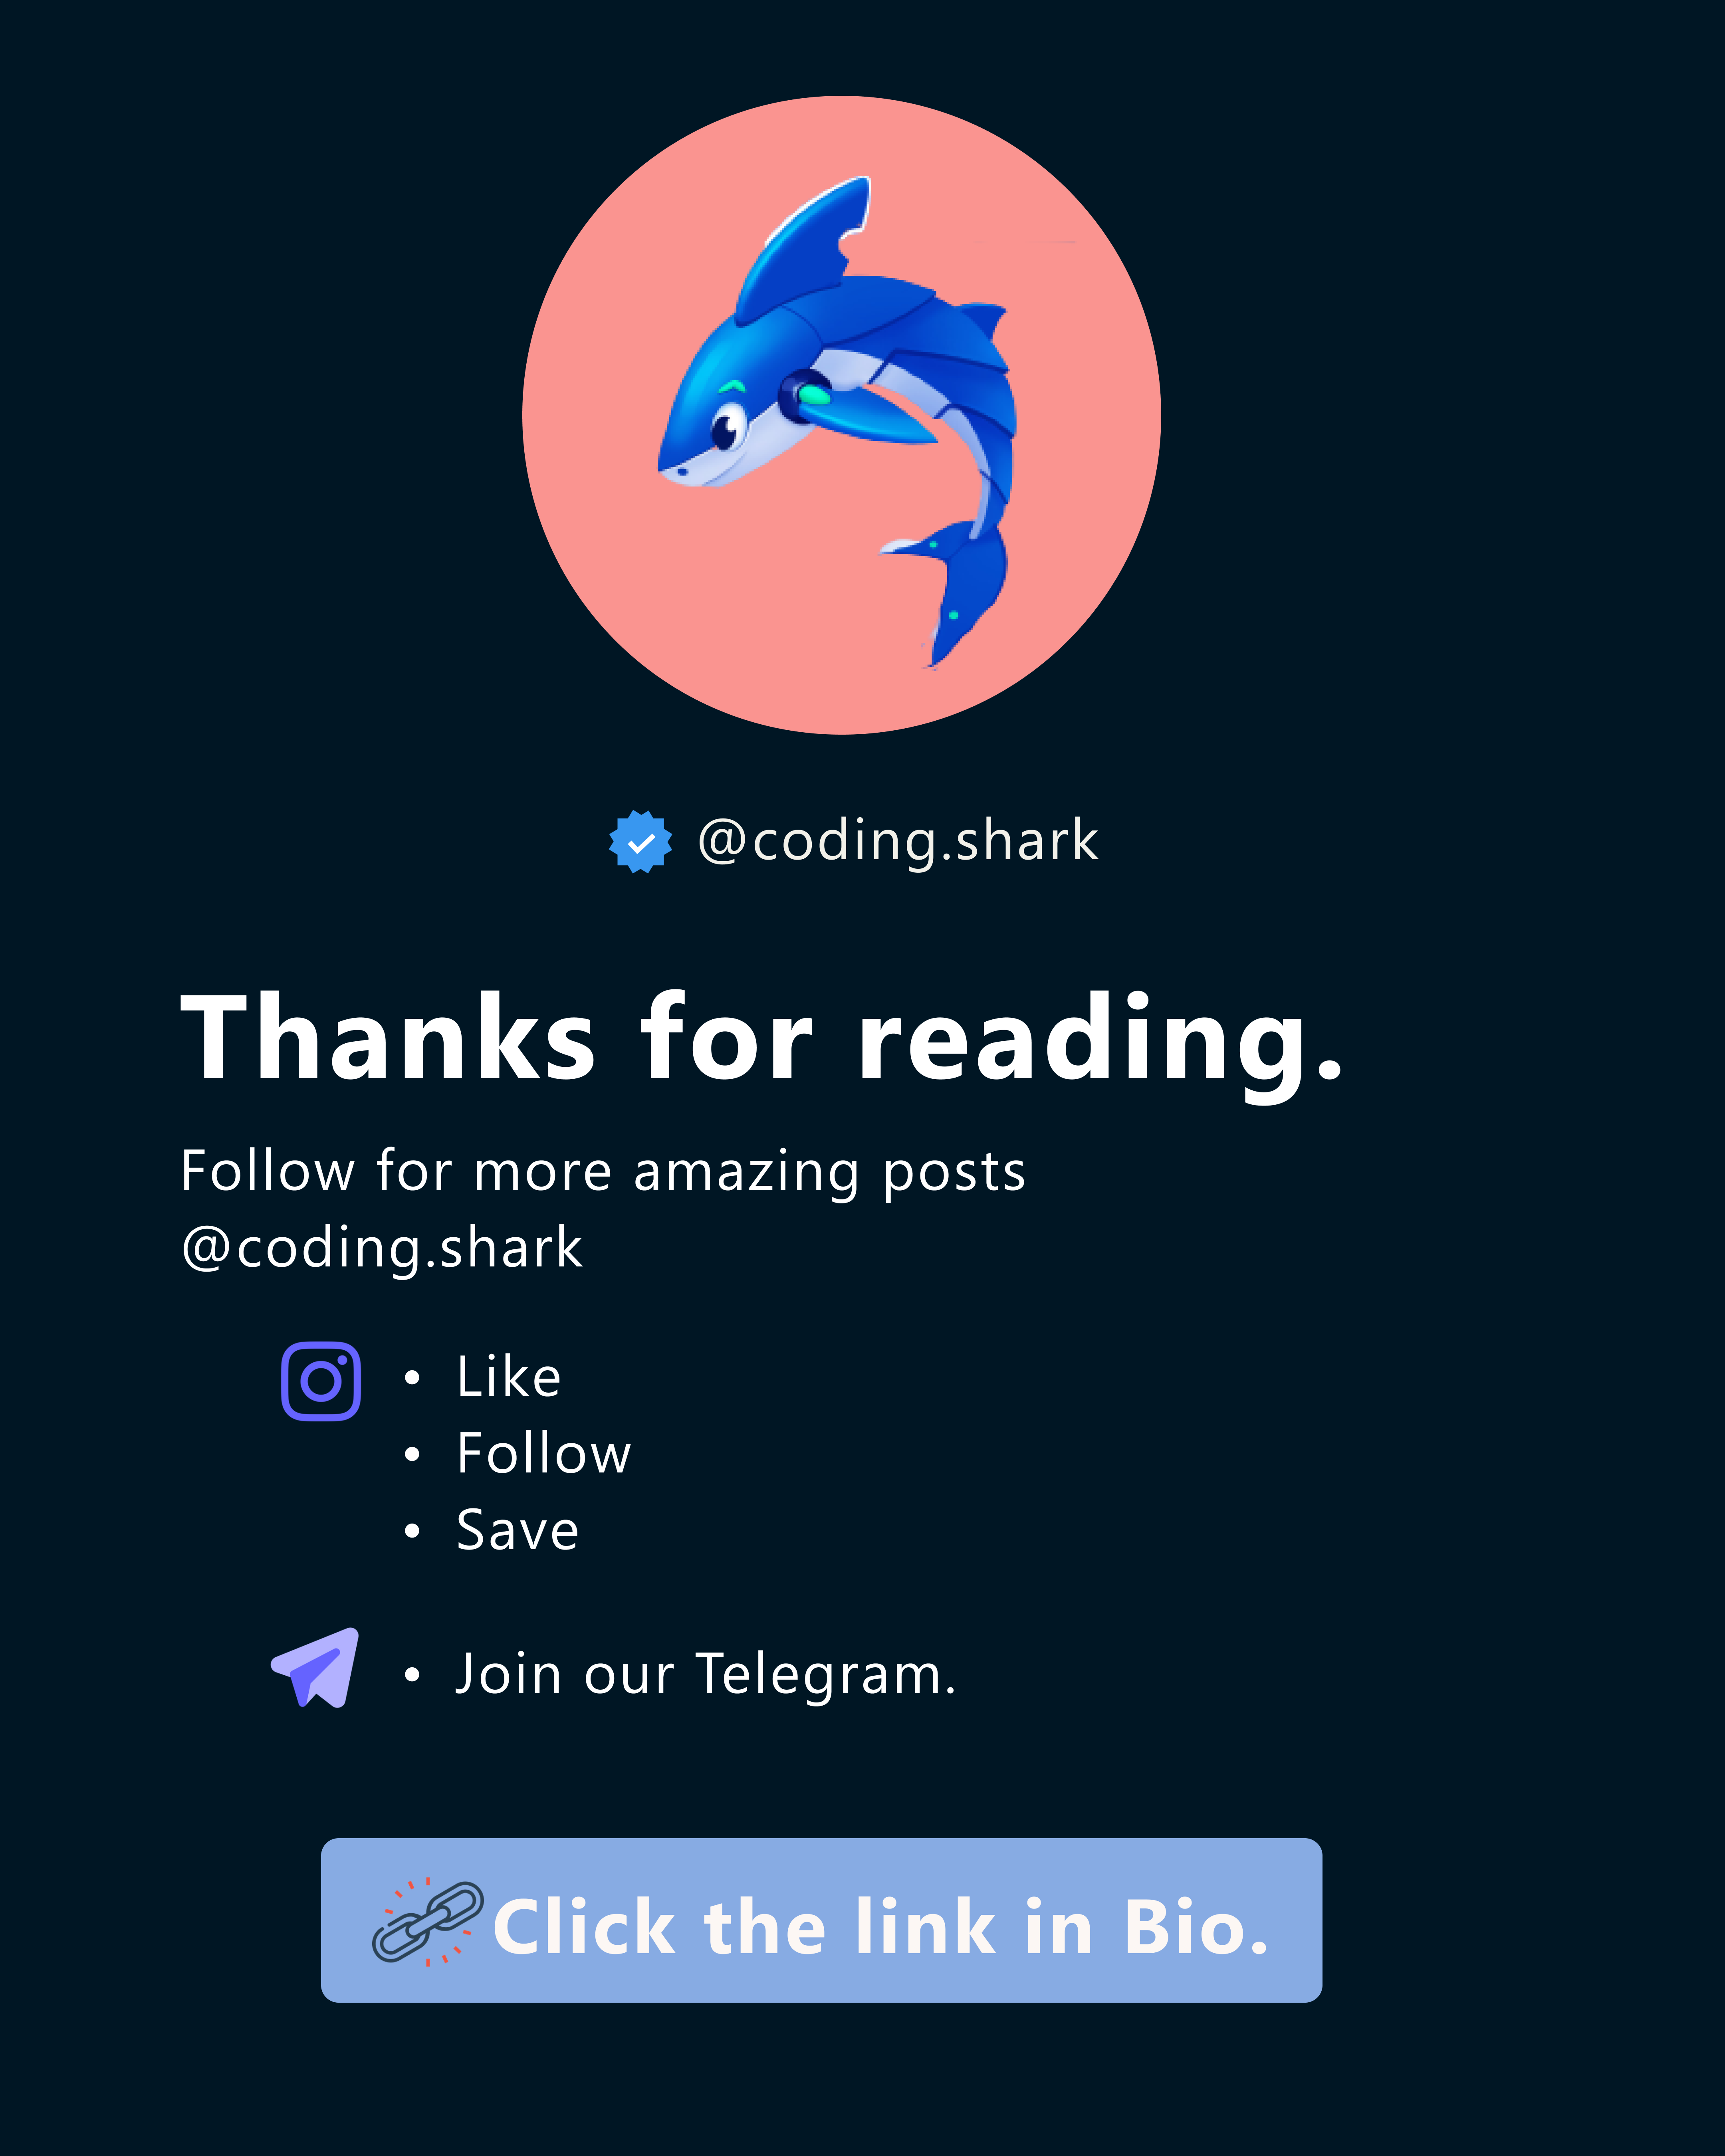 @coding.shark
Thanks for reading.
Follow for more amazing posts
@coding.shark
• Like
• Follow
• Save
• Join our Telegram.
Click the link in Bio.